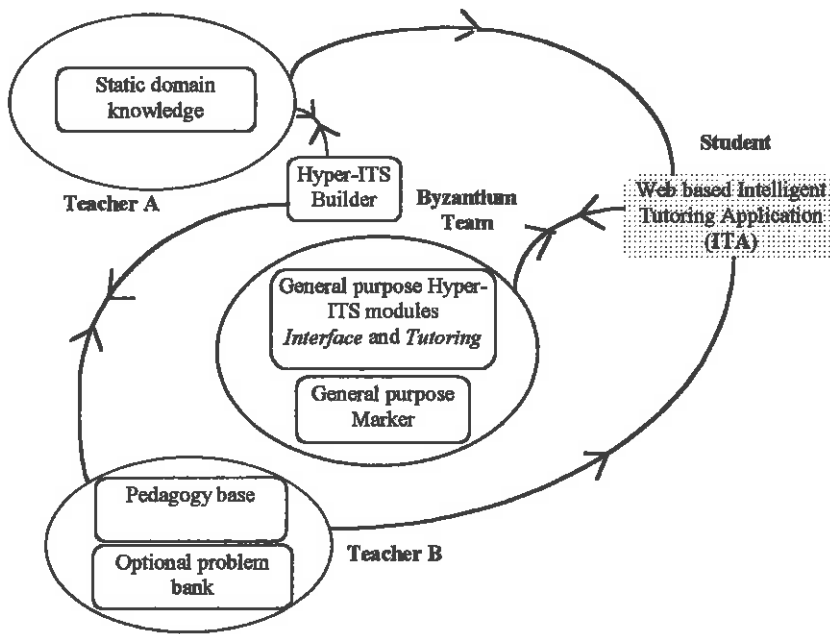 Static domain
knowledge
Teacher A
Hyper-ITS
Builder
Byzantium
Team
Student
Web based Intelligent
Tutoring Application
(ITA)
General purpose Hyper-
ITS modules
Interface and Tutoring
General purpose
Marker
Pedagogy base
Optional problem
bank
Teacher B